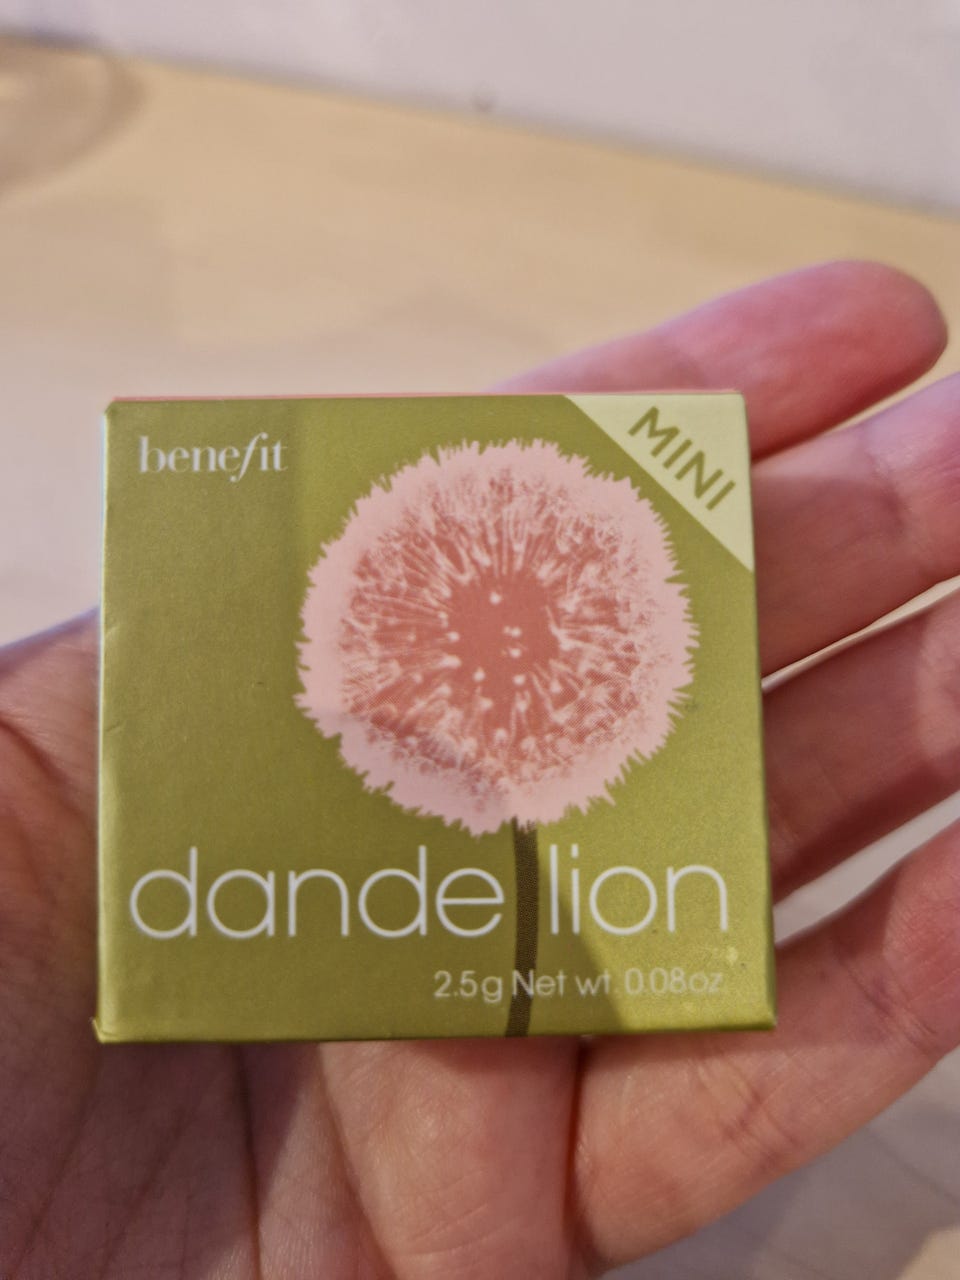 benefit
MINI
dandelion
2.5g Net wt. 0.08oz